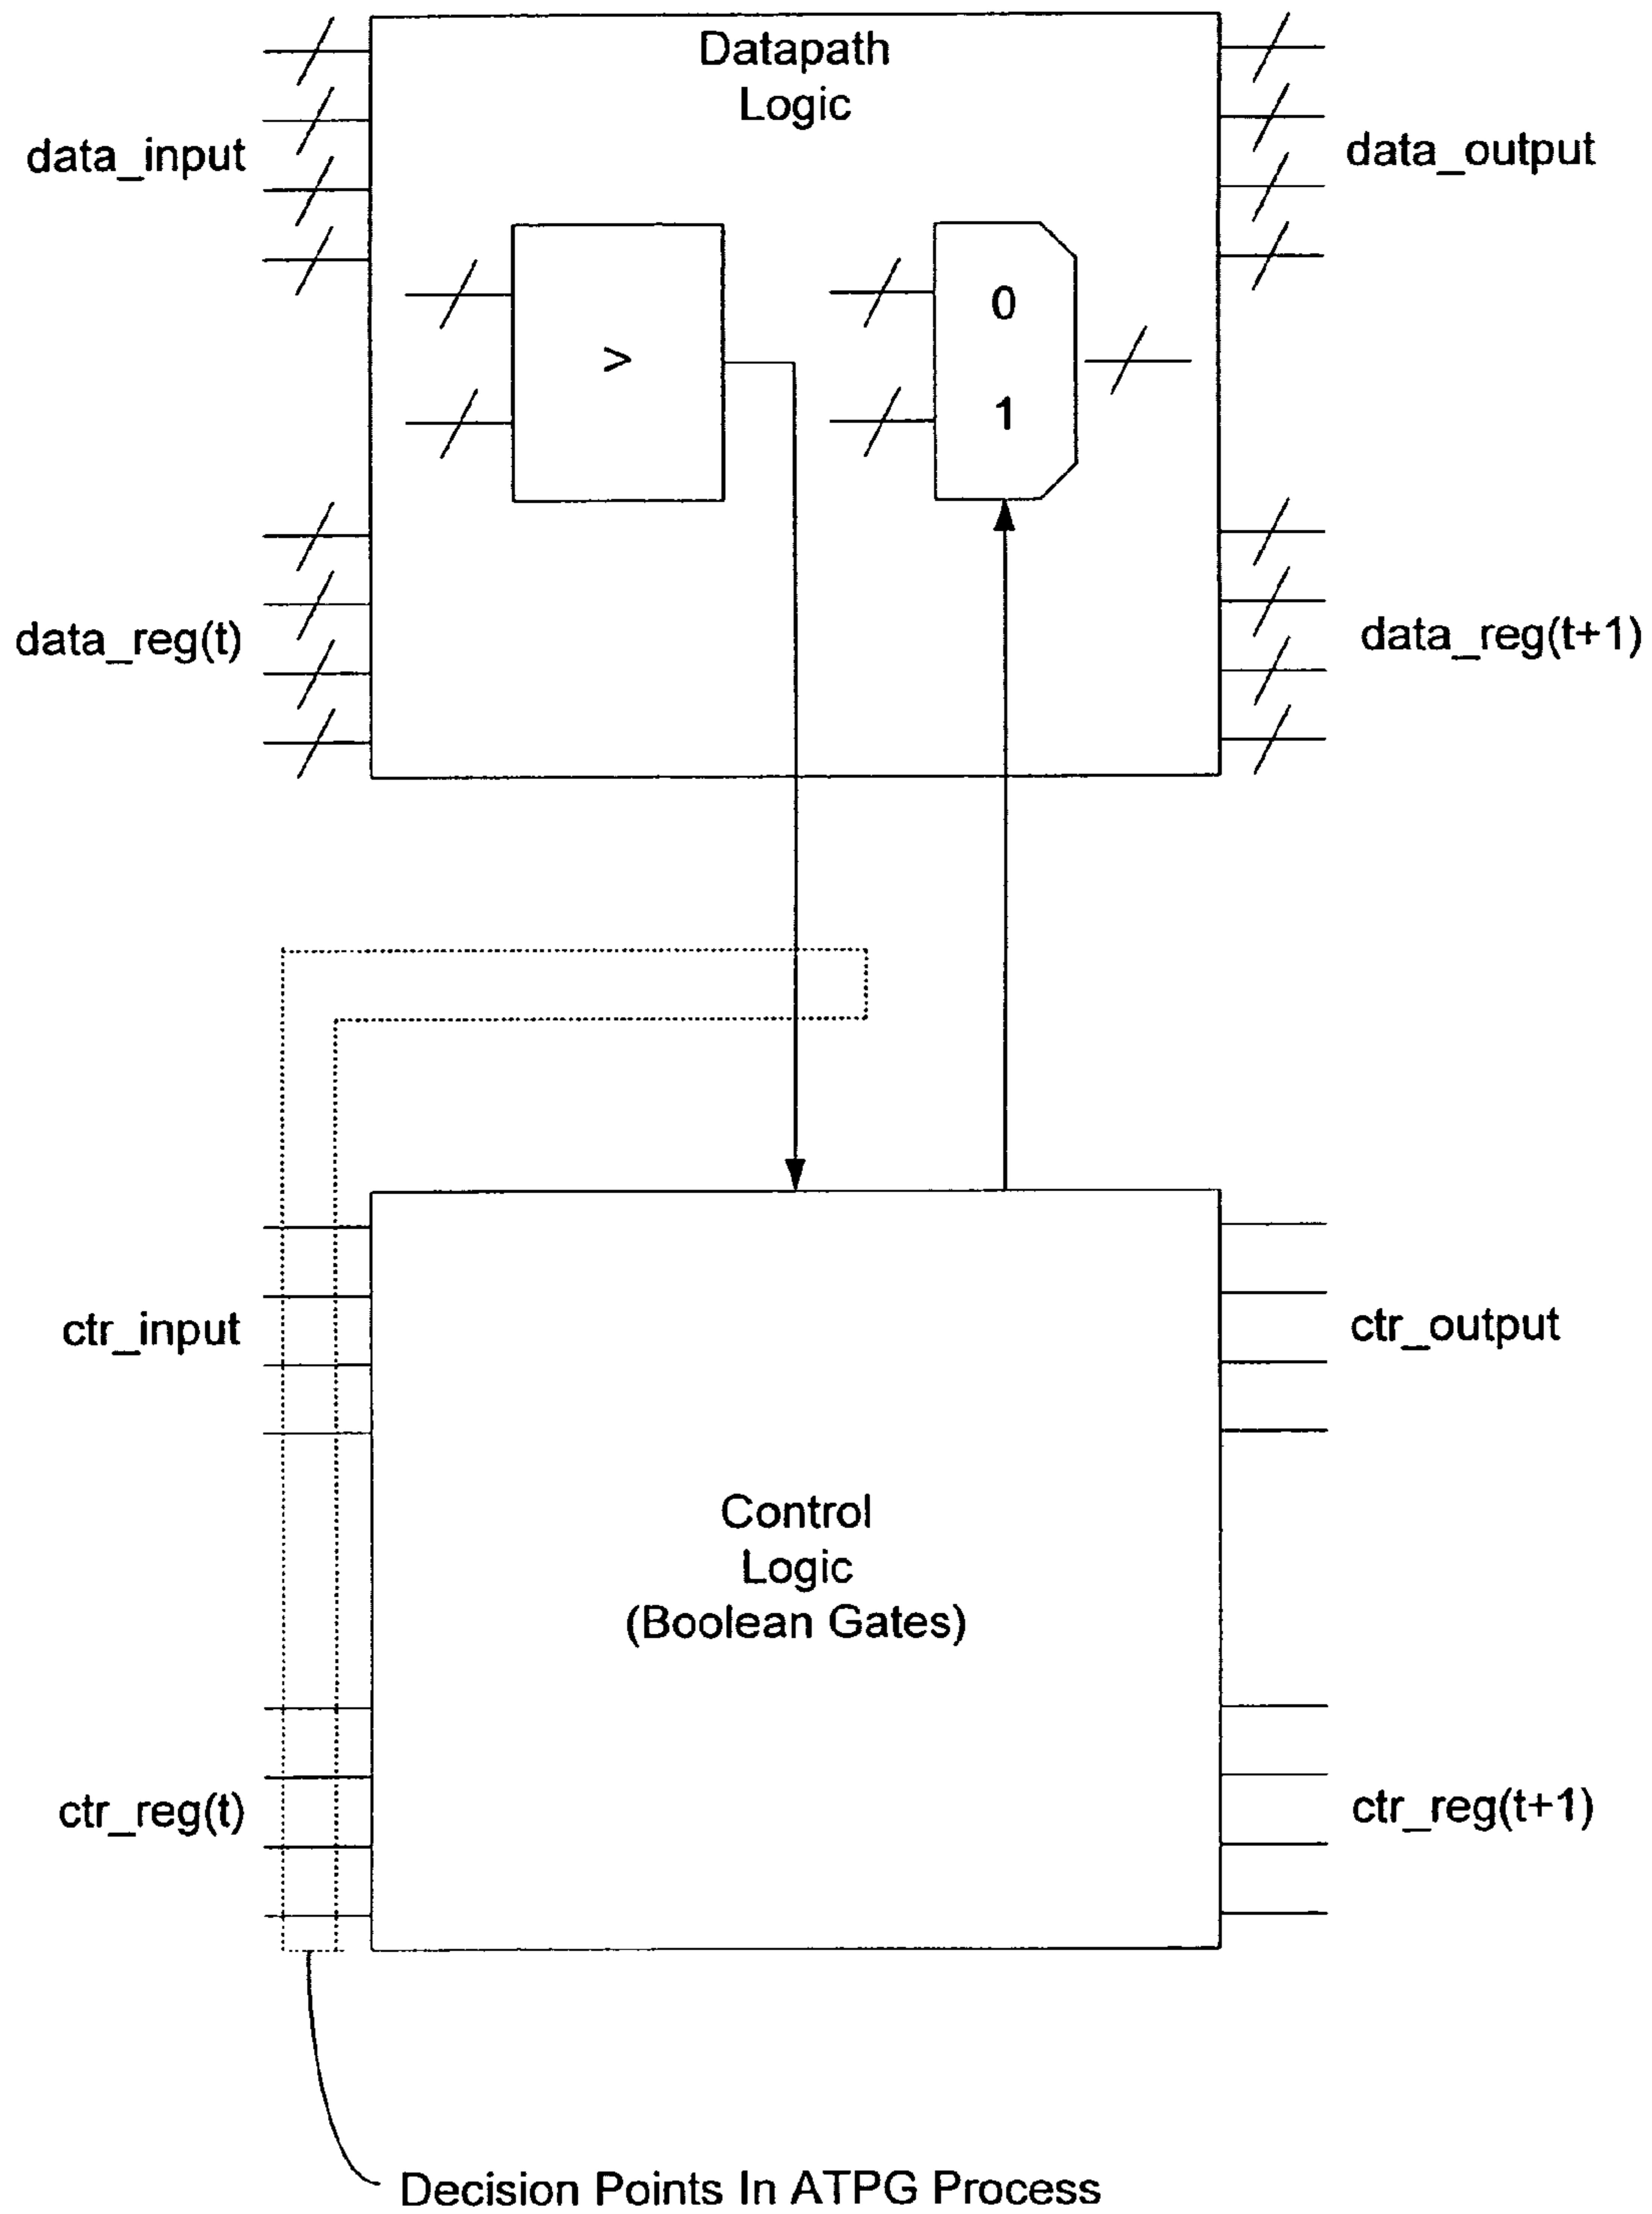 Datapath
Logic
data_input
data_output
>
0
1
data_reg(t)
data_reg(t+1)
ctr_input
ctr_output
Control
Logic
(Boolean Gates)
ctr_reg(t)
ctr_reg(t+1)
Decision Points In ATPG Process